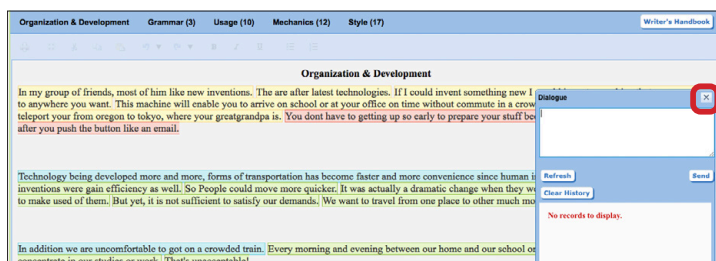 Organization & Development Grammar (3) Usage (10) Mechanics (12) Style (17) Writer's Handbook
Organization & Development
In my group of friends, most of him like new inventions. The are after latest technologies. If I could invent something new I
to anywhere you want. This machine will enable you to arrive on school or at your office on time without commute in a crow
teleport your from oregon to tokyo, where your greatgrandpa is. You dont have to getting up so early to prepare your stuff
after you push the button like an email.
Dialogue
Refresh Send
Clear History
No records to display.
Technology being developed more and more, forms of transportation has become faster and more convenience since human
inventions were gain efficiency as well. So People could move more quicker. It was actually a dramatic change when they
to make used of them. But yet, it is not sufficient to satisfy our demands. We want to travel from one place to other much mo
In addition we are uncomfortable to got on a crowded train. Every morning and evening between our home and our school or
concentrate in our studies or work. That's unacceptable!